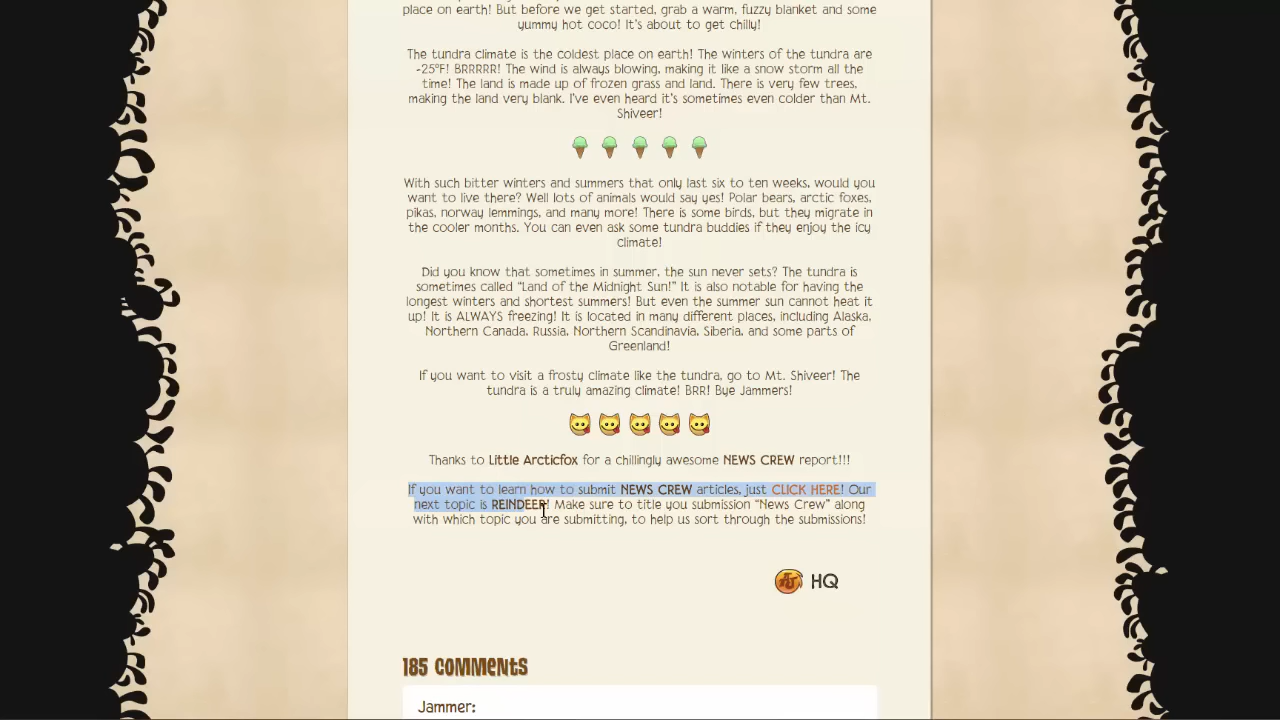 place on earth! But before we get started, grab a warm, fuzzy blanket and some
yummy hot coco! It's about to get chilly!
The tundra climate is the coldest place on earth! The winters of the tundra are
-25°F! BRRRRR! The wind is always blowing, making it like a snow storm all the
time! The land is made up of frozen grass and land. There is very few trees,
making the land very blank. I've even heard it's sometimes even colder than Mt.
Shiveer!
With such bitter winters and summers that only last six to ten weeks, would you
want to live there? Well lots of animals would say yes! Polar bears, arctic foxes,
pikas, norway lemmings, and many more! There is some birds, but they migrate in
the cooler months. You can even ask some tundra buddies if they enjoy the icy
climate!
Did you know that sometimes in summer, the sun never sets? The tundra is
sometimes called "Land of the Midnight Sun!" It is also notable for having the
longest winters and shortest summers! But even the summer sun cannot heat it
up! It is ALWAYS freezing! It is located in many different places, including Alaska,
Northern Canada, Russia, Northern Scandinavia, Siberia, and some parts of
Greenland!
If you want to visit a frosty climate like the tundra, go to Mt. Shiveer! The
tundra is a truly amazing climate! BRR! Bye Jammers!
Thanks to Little Arcticfox for a chillingly awesome NEWS CREW report!!!
If you want to learn how to submit NEWS CREW articles, just CLICK HERE! Our
next topic is REINDEER! Make sure to title you submission "News Crew" along
with which topic you are submitting, to help us sort through the submissions!
AJ HQ
185 comments
Jammer: